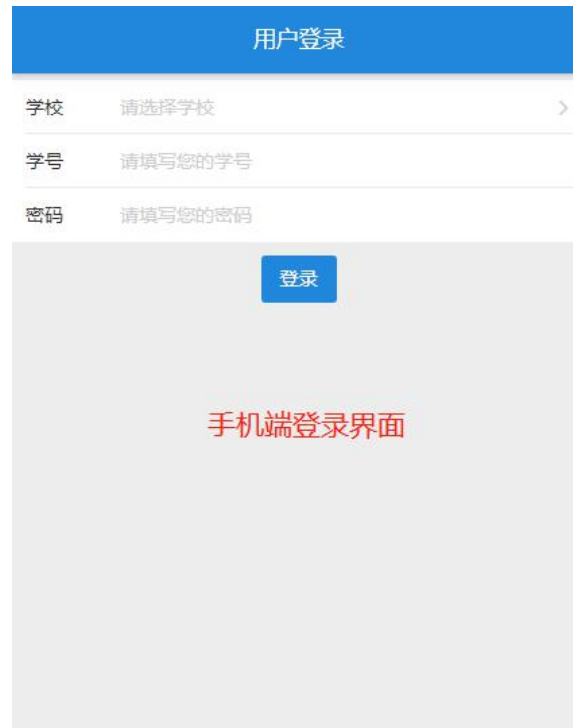 用户登录
学校 请选择学校
学号 请填写您的学号
密码 请填写您的密码
登录
手机端登录界面